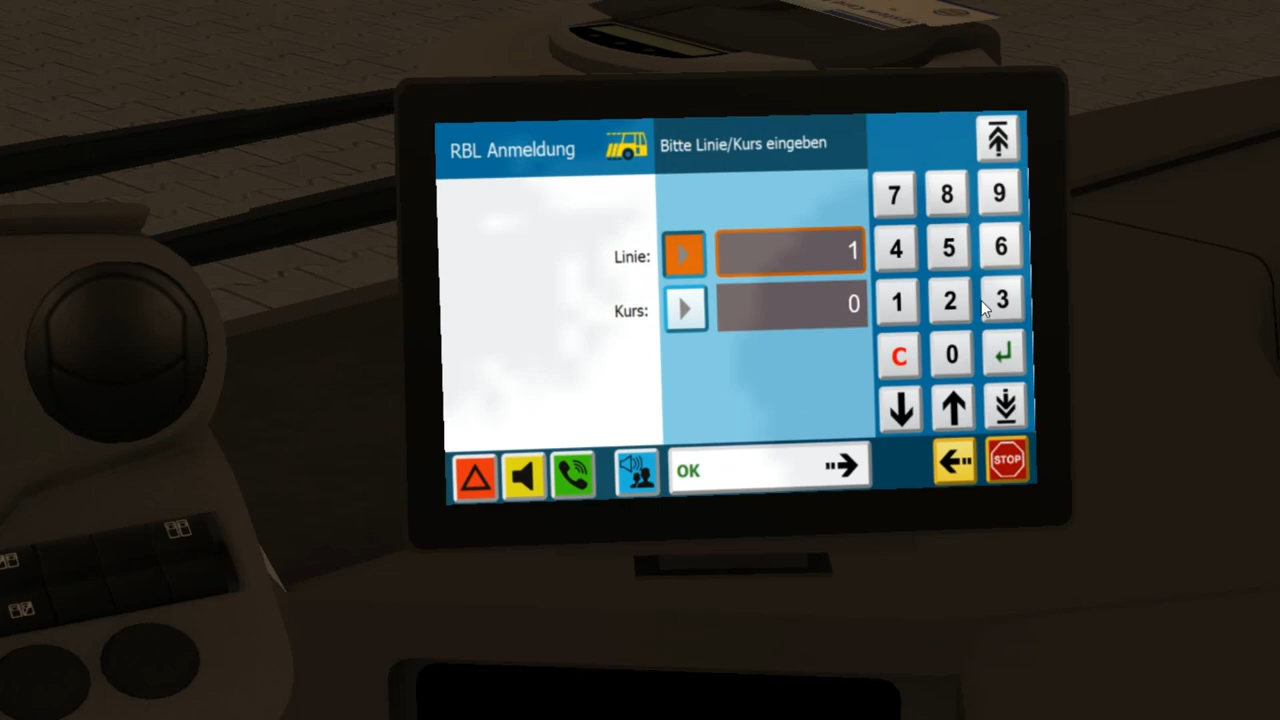 RBL Anmeldung
Bitte Linie/Kurs eingeben
7 8 9
Linie: 1
4 5 6
Kurs: 0
1 2 3
C 0
OK
STOP